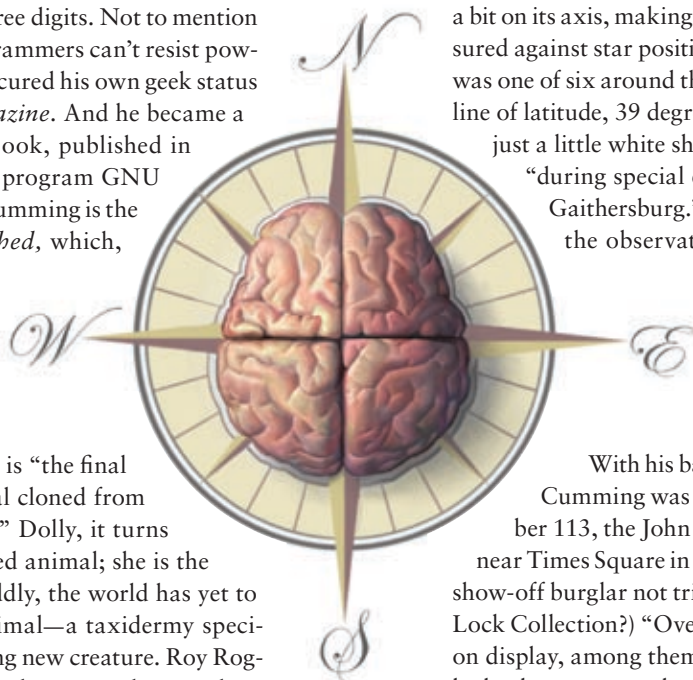 ree digits. Not to mention
rammers can’t resist pow-
cured his own geek status
azine. And he became a
ook, published in
program GNU
umming is the
hed, which,
is “the final
al cloned from
” Dolly, it turns
ed animal; she is the
ldly, the world has yet to
imal—a taxidermy speci-
ng new creature. Roy Rog-
N
W
E
S
a bit on its axis, making
sured against star positi
was one of six around th
line of latitude, 39 degr
just a little white sh
“during special
Gaithersburg.”
the observat
With his ba
Cumming was
ber 113, the John
near Times Square in
show-off burglar not tri
Lock Collection?) “Ove
on display, among them